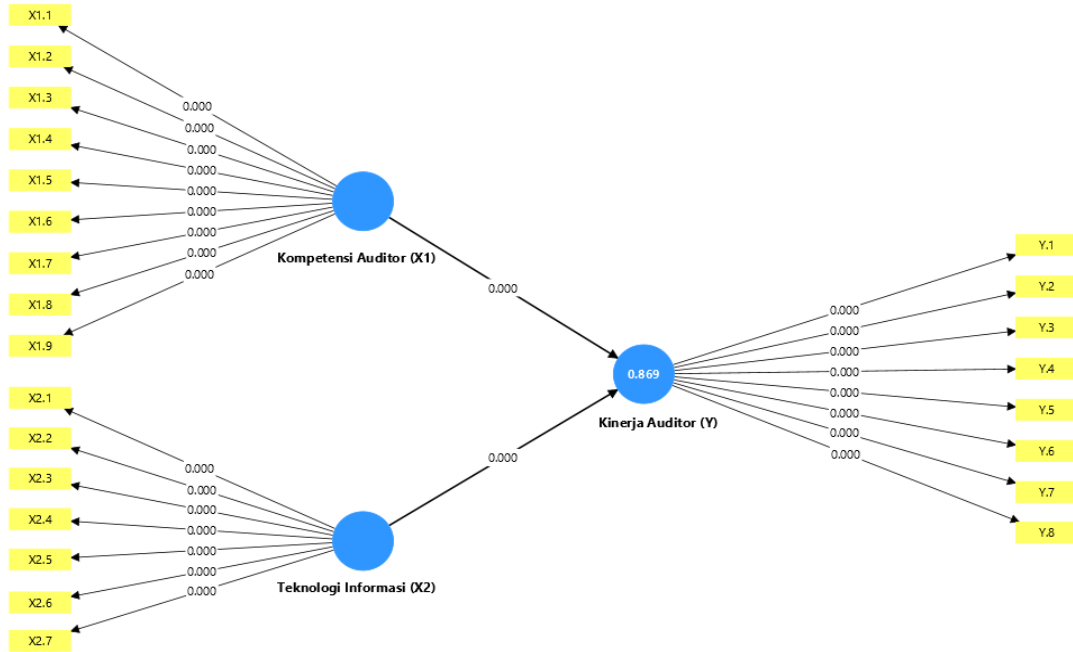 X1.1
X1.2
X1.3
X1.4
X1.5
X1.6
X1.7
X1.8
X1.9
0.000
0.000
0.000
0.000
0.000
0.000
0.000
0.000
0.000
Kompetensi Auditor (X1)
0.000
X2.1
X2.2
X2.3
X2.4
X2.5
X2.6
X2.7
0.000
0.000
0.000
0.000
0.000
0.000
0.000
Teknologi Informasi (X2)
0.000
0.869
Kinerja Auditor (Y)
0.000
0.000
0.000
0.000
0.000
0.000
0.000
0.000
Y.1
Y.2
Y.3
Y.4
Y.5
Y.6
Y.7
Y.8